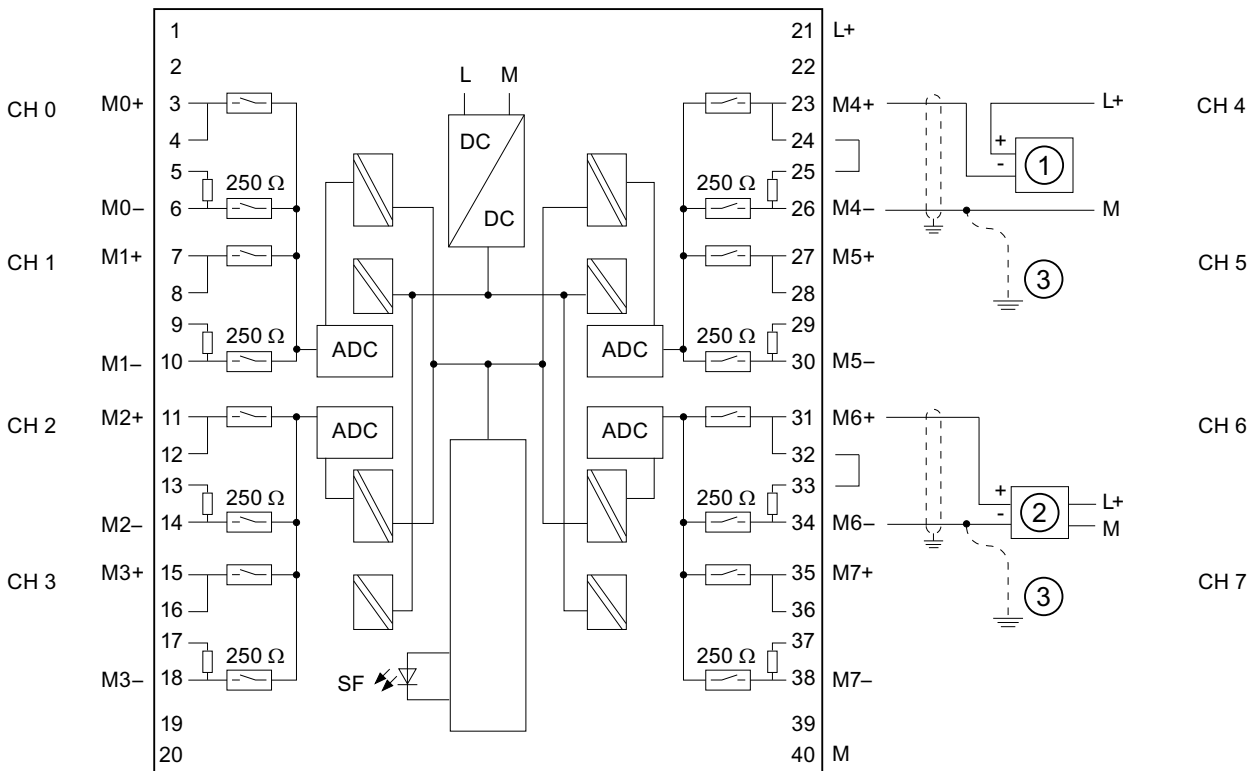 1 21 L+
2 22
L M
CH 0 M0+ 3 23 M4+ L+ CH 4
4 DC 24
+
5 25 1
-
250 Ω 250 Ω
M0– 6 26 M4– M
DC
CH 1 M1+ 7 27 M5+ CH 5
3
8 28
9 29
250 Ω ADC ADC 250 Ω
M1– 10 30 M5–
CH 2 M2+ 11 31 M6+ CH 6
ADC ADC
12 32
13 33
250 Ω 250 Ω + L+
2
M2– 14 34 M6– - M
CH 3 M3+ 15 35 M7+ CH 7
3
16 36
17 37
250 Ω 250 Ω
M3– 18 SF 38 M7–
19 39
20 40 M